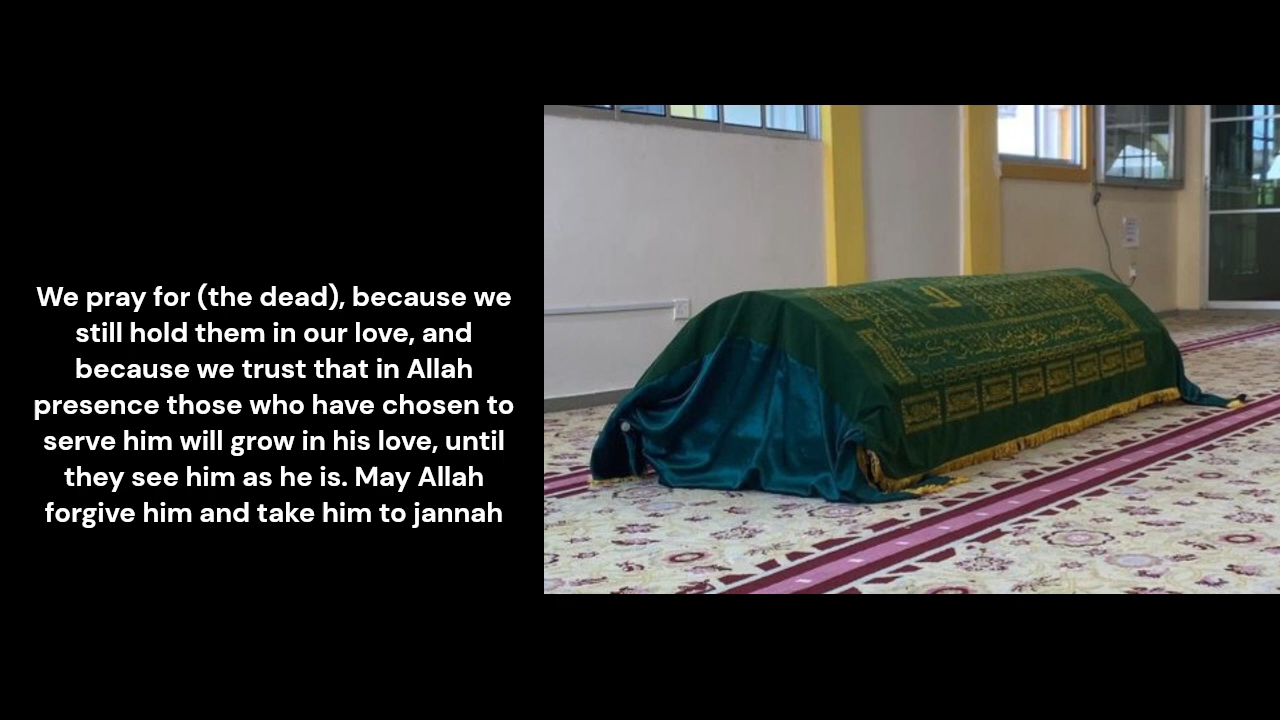 We pray for (the dead), because we
still hold them in our love, and
because we trust that in Allah
presence those who have chosen to
serve him will grow in his love, until
they see him as he is. May Allah
forgive him and take him to jannah